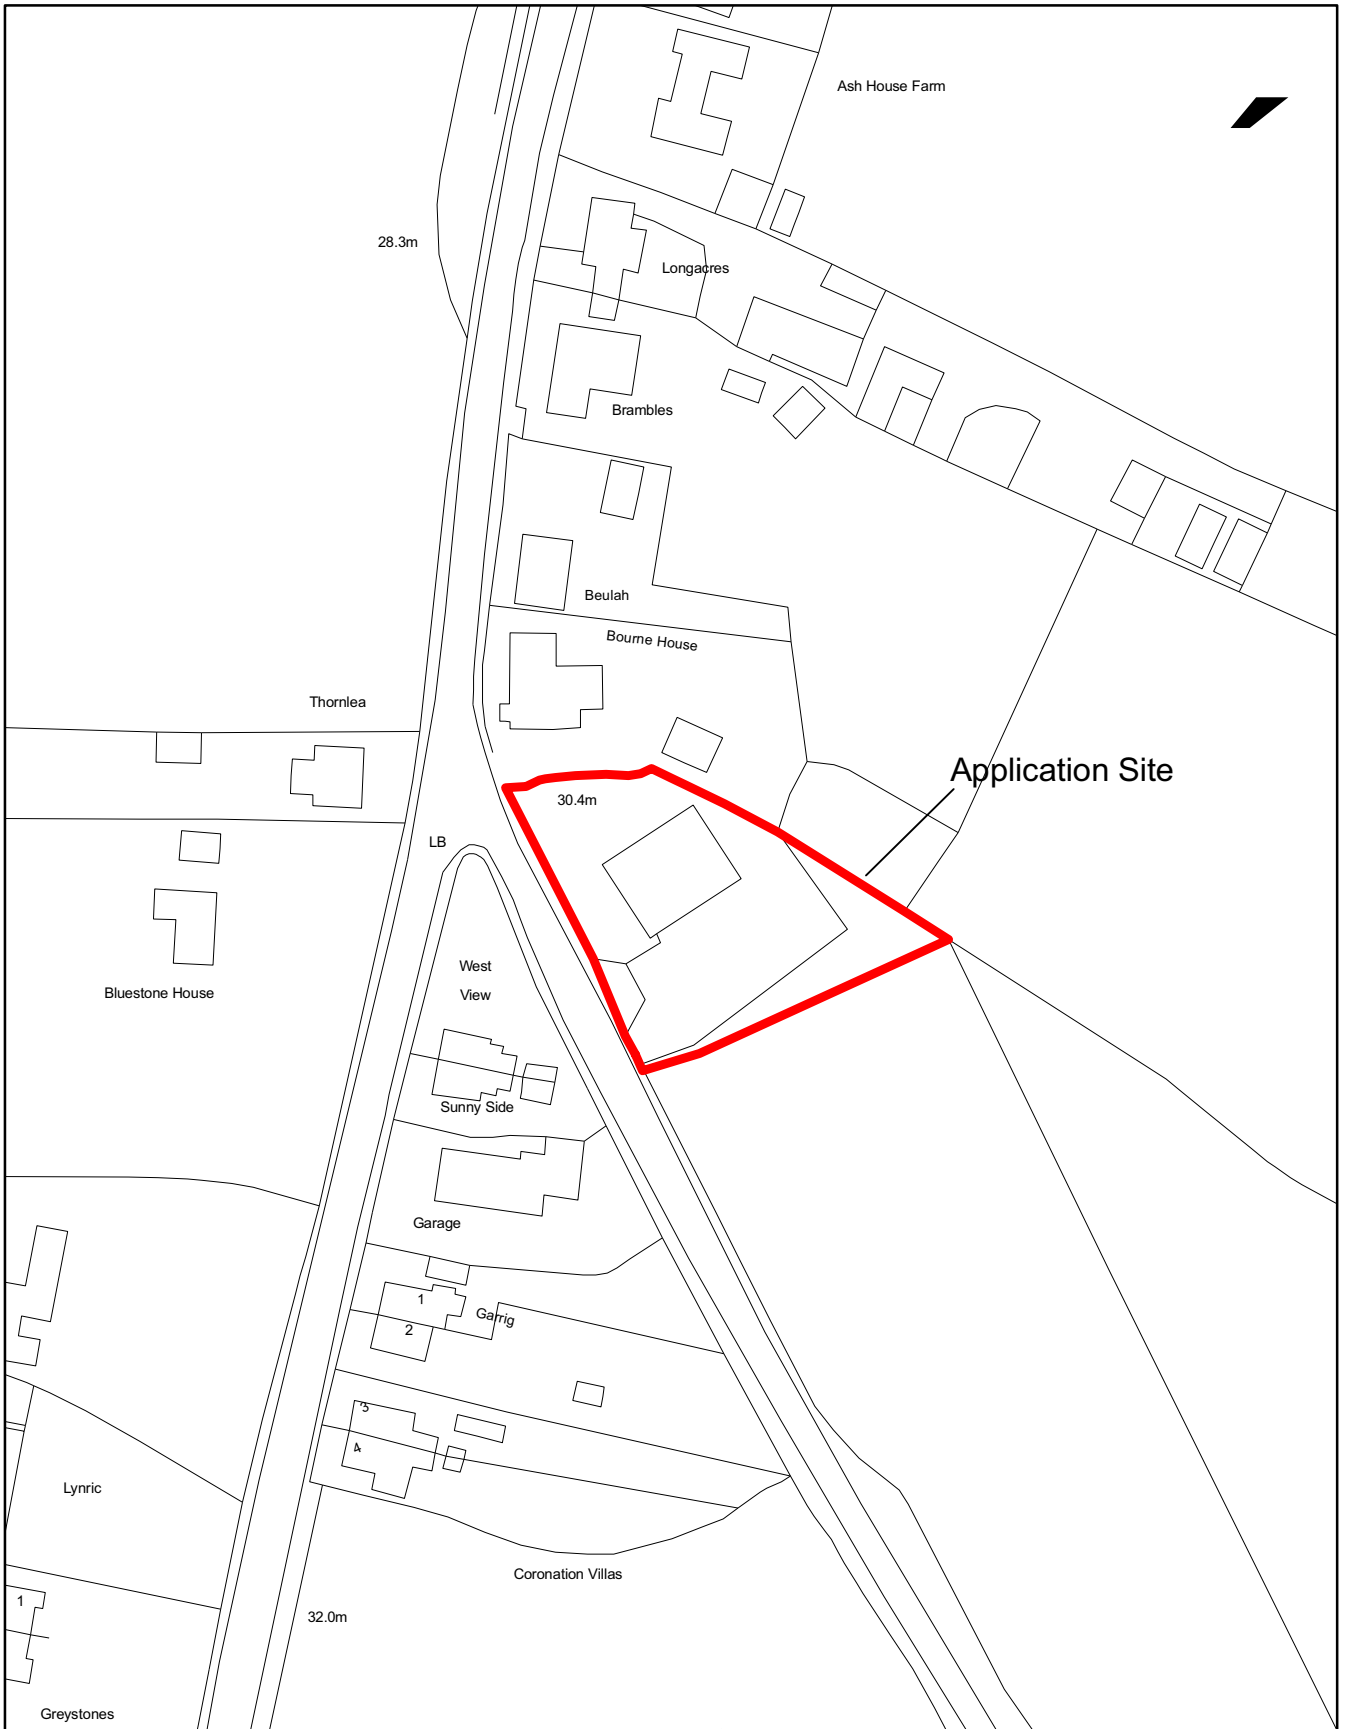 Ash House Farm
28.3m
Longacres
Brambles
Beulah
Bourne House
Thornlea
Application Site
30.4m
LB
West
View
Bluestone House
Sunny Side
Garage
1
Garrig
2
3
4
Lynric
Coronation Villas
1
32.0m
Greystones